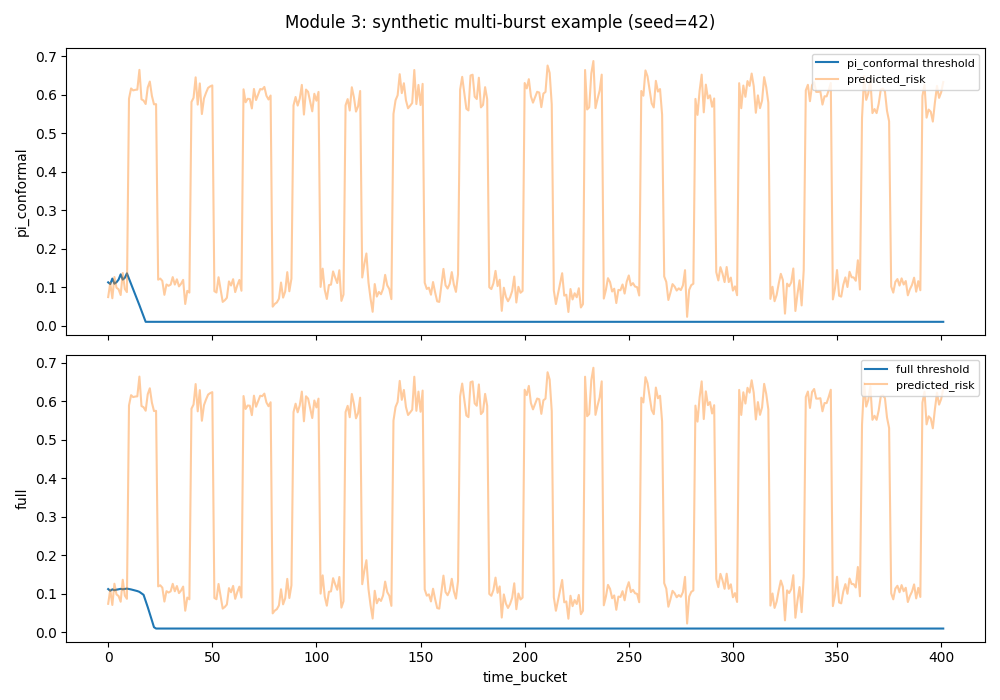 Module 3: synthetic multi-burst example (seed=42)
0.7
0.6
0.5
0.4
0.3
0.2
0.1
0.0
pi_conformal
pi_conformal threshold
predicted_risk
0.7
0.6
0.5
0.4
0.3
0.2
0.1
0.0
full
full threshold
predicted_risk
0 50 100 150 200 250 300 350 400
time_bucket